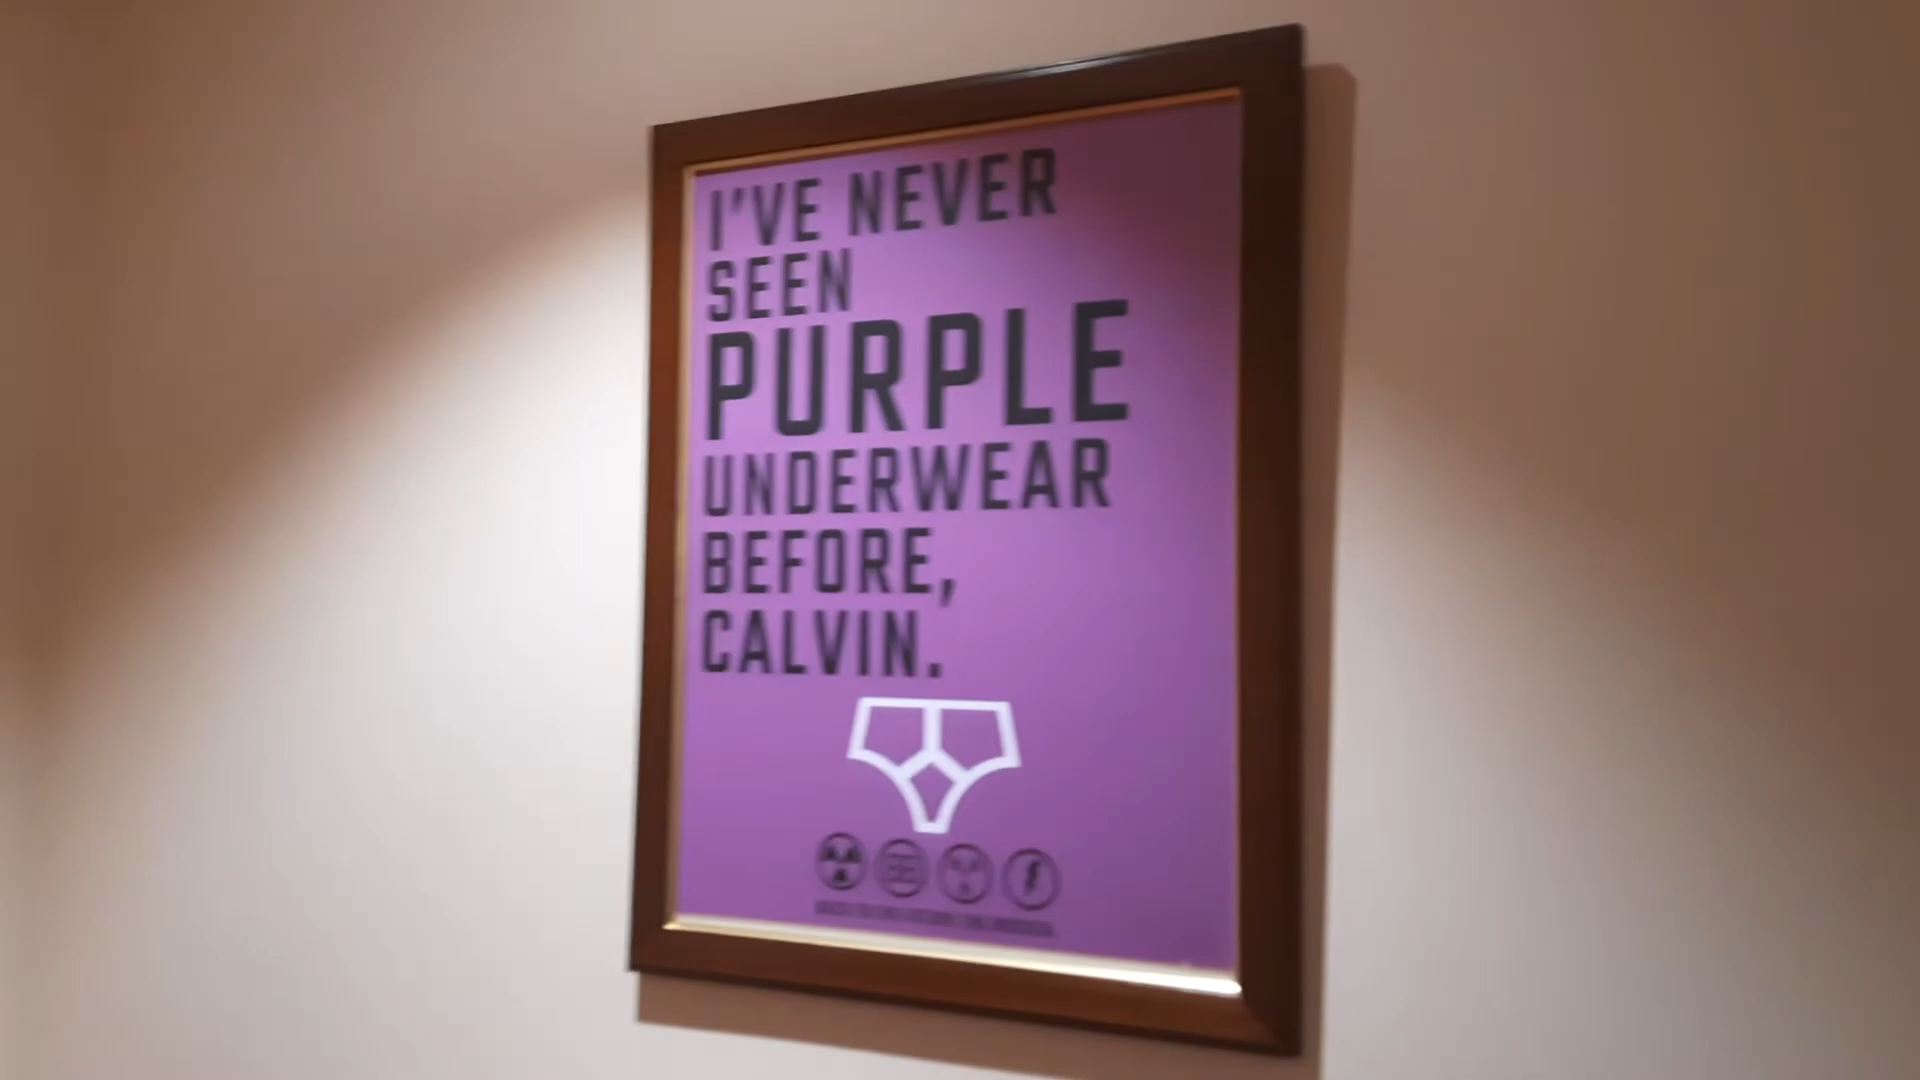 I'VE NEVER
SEEN
PURPLE
UNDERWEAR
BEFORE,
CALVIN.